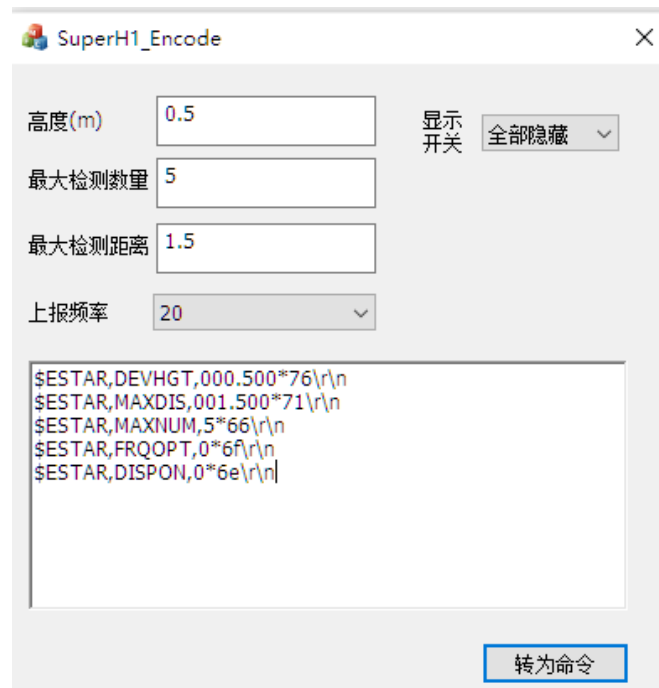 SuperH1_Encode
高度(m)
0.5
显示
开关
全部隐藏
最大检测数量
5
最大检测距离
1.5
上报频率
20
$ESTAR,DEVHGT,000.500*76\r\n
$ESTAR,MAXDIS,001.500*71\r\n
$ESTAR,MAXNUM,5*66\r\n
$ESTAR,FRQOPT,0*6f\r\n
$ESTAR,DISPON,0*6e\r\n
转为命令